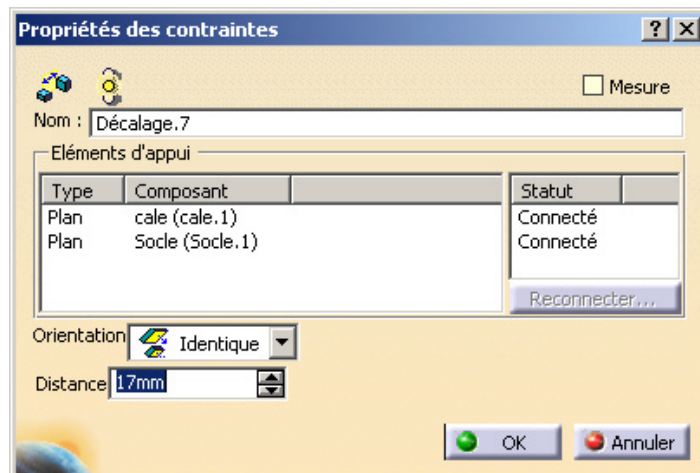 Propriétés des contraintes
Mesure
Nom : Décalage.7
Eléments d'appui
Type Composant Statut
Plan cale (cale.1) Connecté
Plan Socle (Socle.1) Connecté
Reconnecter...
Orientation Identique
Distance 17mm
OK Annuler